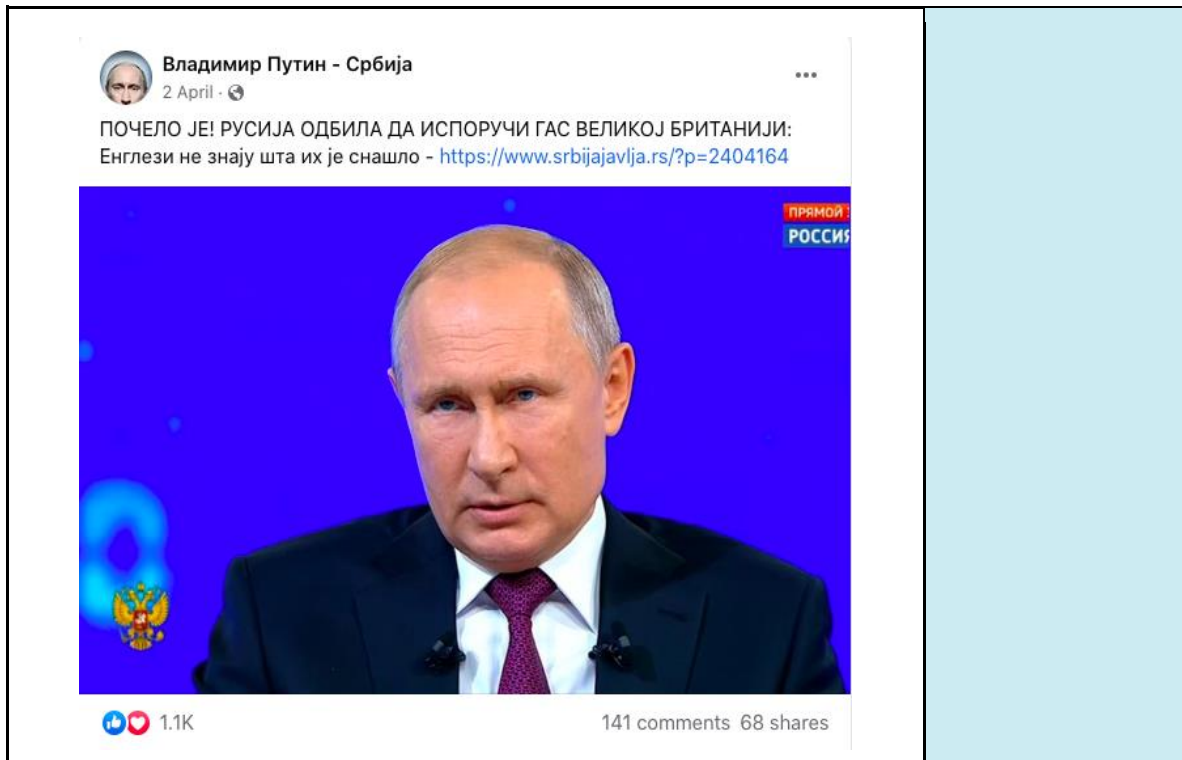 Владимир Путин - Србија
2 April ·
ПОЧЕЛО ЈЕ! РУСИЈА ОДБИЛА ДА ИСПОРУЧИ ГАС ВЕЛИКОЈ БРИТАНИЈИ:
Енглези не знају шта их је снашло - https://www.srbijajavlja.rs/?p=2404164
ПРЯМОЙ
РОССИЯ
1.1K
141 comments 68 shares